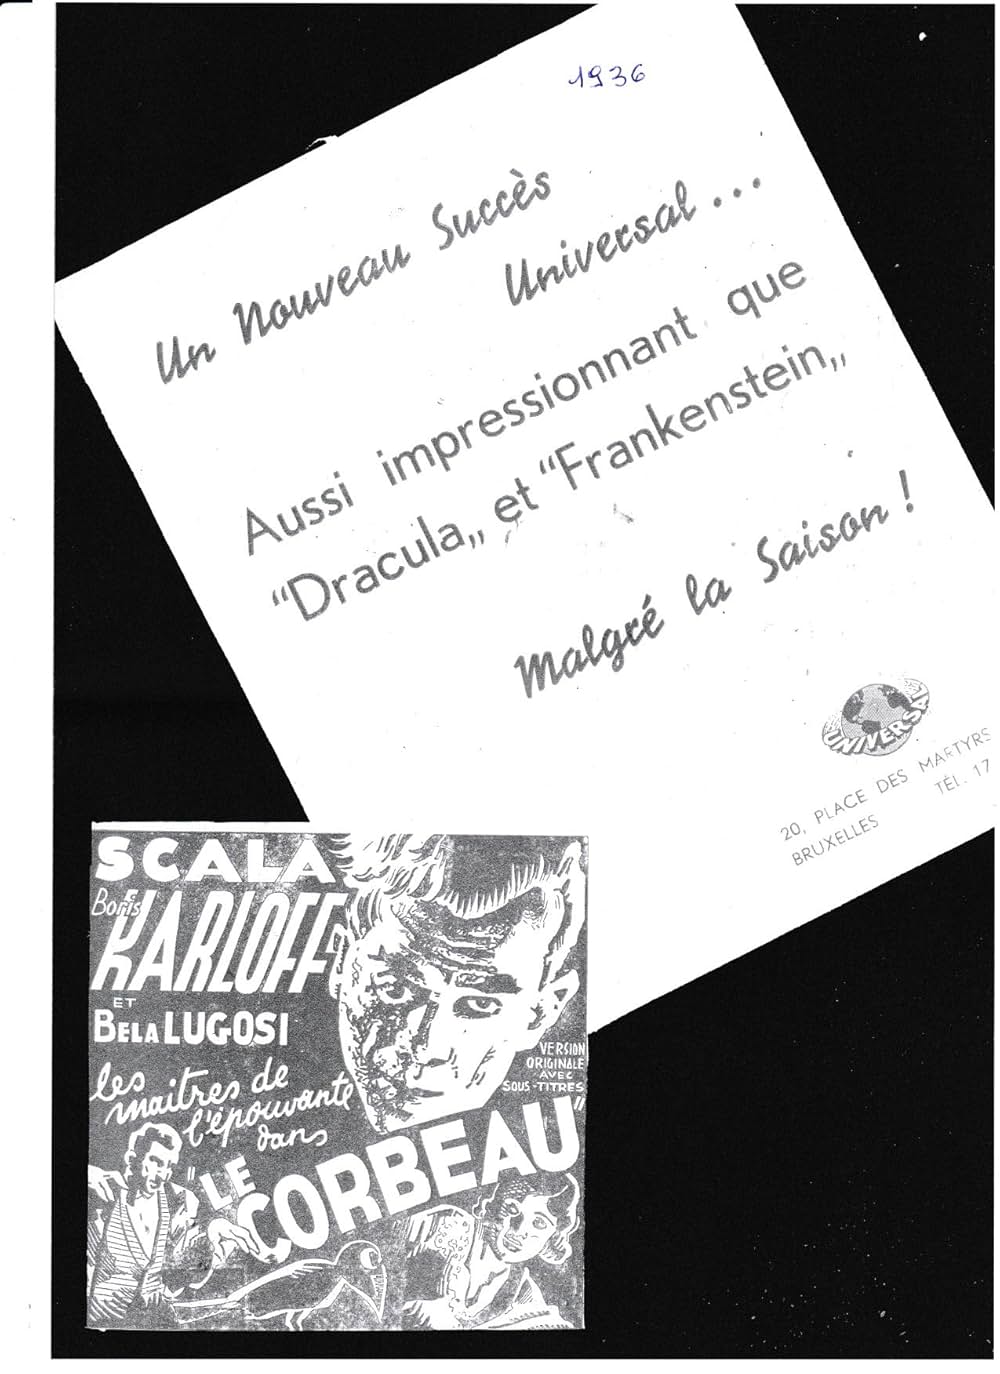 1936
Un Nouveau Succès
Universal...
Aussi impressionnant que
“Dracula„ et “Frankenstein„
Malgré la Saison !
UNIVERSAL
20, PLACE DES MARTYRS
BRUXELLES
TÉL. 17
SCALA
Boris
KARLOFF
ET
BELA LUGOSI
les
maitres de
l'épouvante
dans
VERSION
ORIGINALE
AVEC
SOUS-TITRES
"LE
CORBEAU"